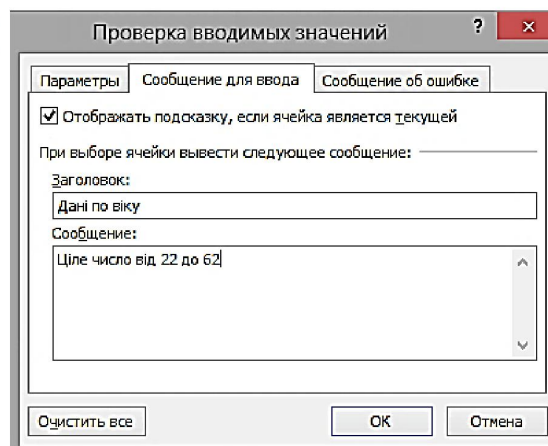 Проверка вводимых значений ? ×
Параметры Сообщение для ввода Сообщение об ошибке
Отображать подсказку, если ячейка является текущей
При выборе ячейки вывести следующее сообщение:
Заголовок:
Дані по віку
Сообщение:
Ціле число від 22 до 62
Очистить все ОК Отмена